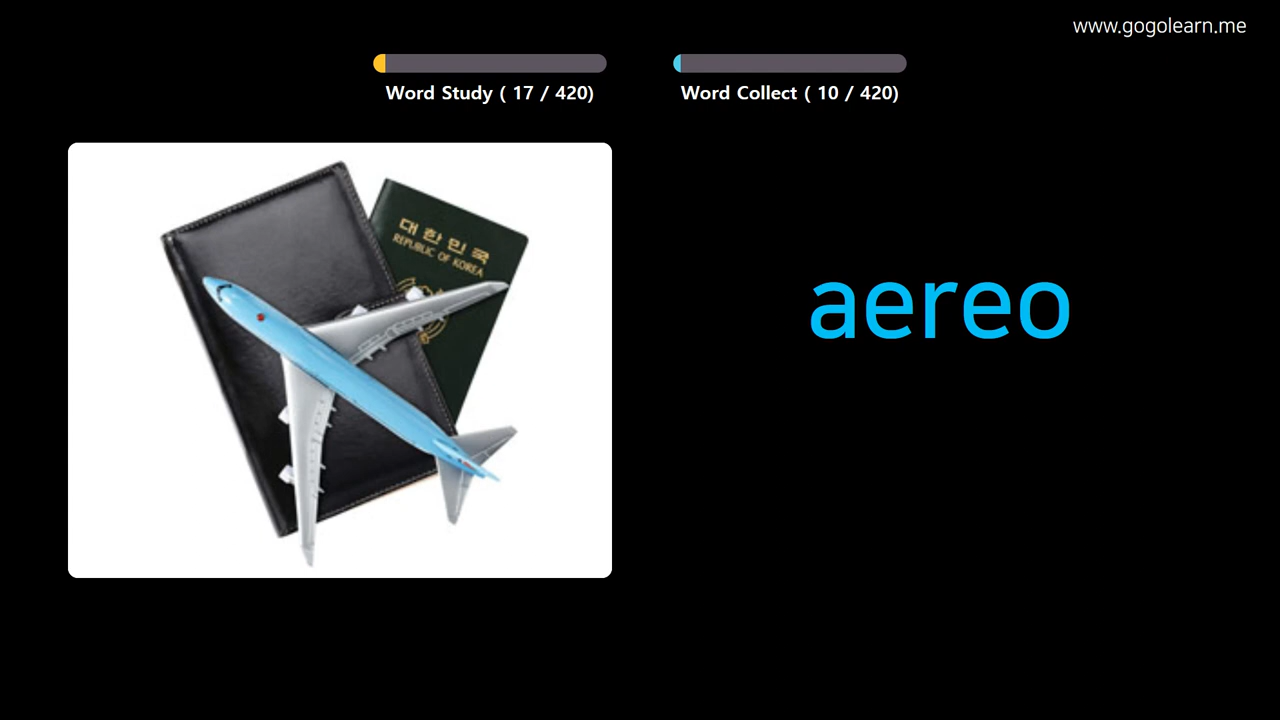 www.gogolearn.me
Word Study ( 17 / 420)
Word Collect ( 10 / 420)
대한민국
REPUBLIC OF KOREA
aereo